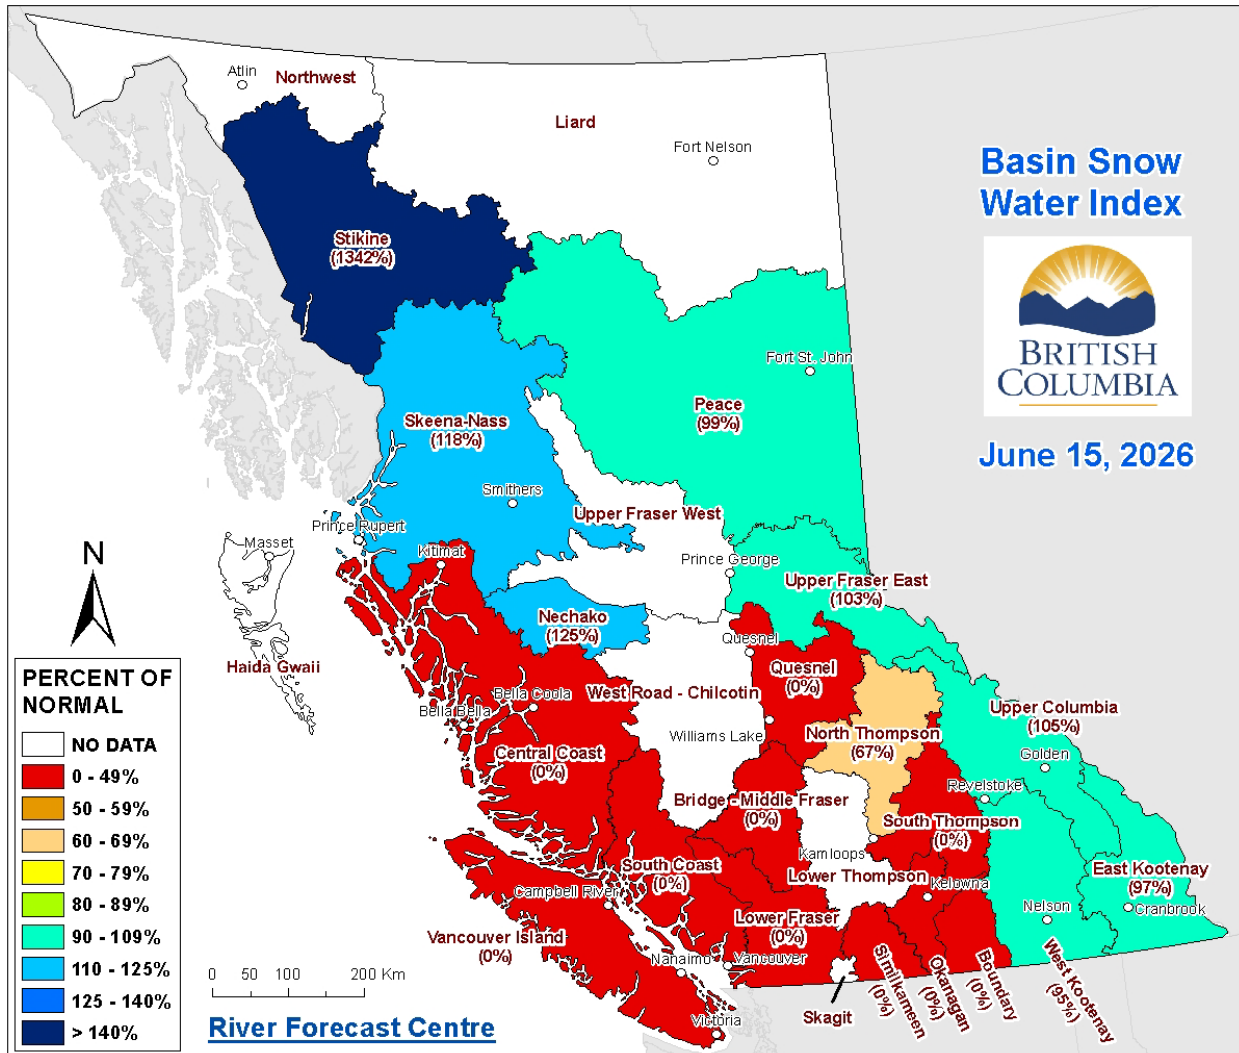 Atlin
Northwest
Liard
Fort Nelson
Basin Snow
Water Index
Stikine
(1342%)
BRITISH
COLUMBIA
Fort St. John
Peace
(99%)
Skeena-Nass
(118%)
June 15, 2026
Smithers
Upper Fraser West
Prince Rupert
Masset
Kitimat
N
Prince George
Upper Fraser East
(103%)
Nechako
(125%)
Quesnel
Quesnel
(0%)
Haida Gwaii
West Road - Chilcotin
Bella Coola
Bella Bella
Upper Columbia
(105%)
Williams Lake
North Thompson
(67%)
Central Coast
(0%)
Golden
Revelstoke
Bridge - Middle Fraser
(0%)
South Thompson
(0%)
Kamloops
South Coast
(0%)
Lower Thompson
East Kootenay
(97%)
Kelowna
Campbell River
Cranbrook
Nelson
Lower Fraser
(0%)
Vancouver Island
(0%)
Nanaimo
Vancouver
Similkameen
(0%)
Okanagan
(0%)
Boundary
(0%)
West Kootenay
(95%)
Skagit
Victoria
PERCENT OF
NORMAL
NO DATA
0 - 49%
50 - 59%
60 - 69%
70 - 79%
80 - 89%
90 - 109%
110 - 125%
125 - 140%
> 140%
0 50 100 200 Km
River Forecast Centre